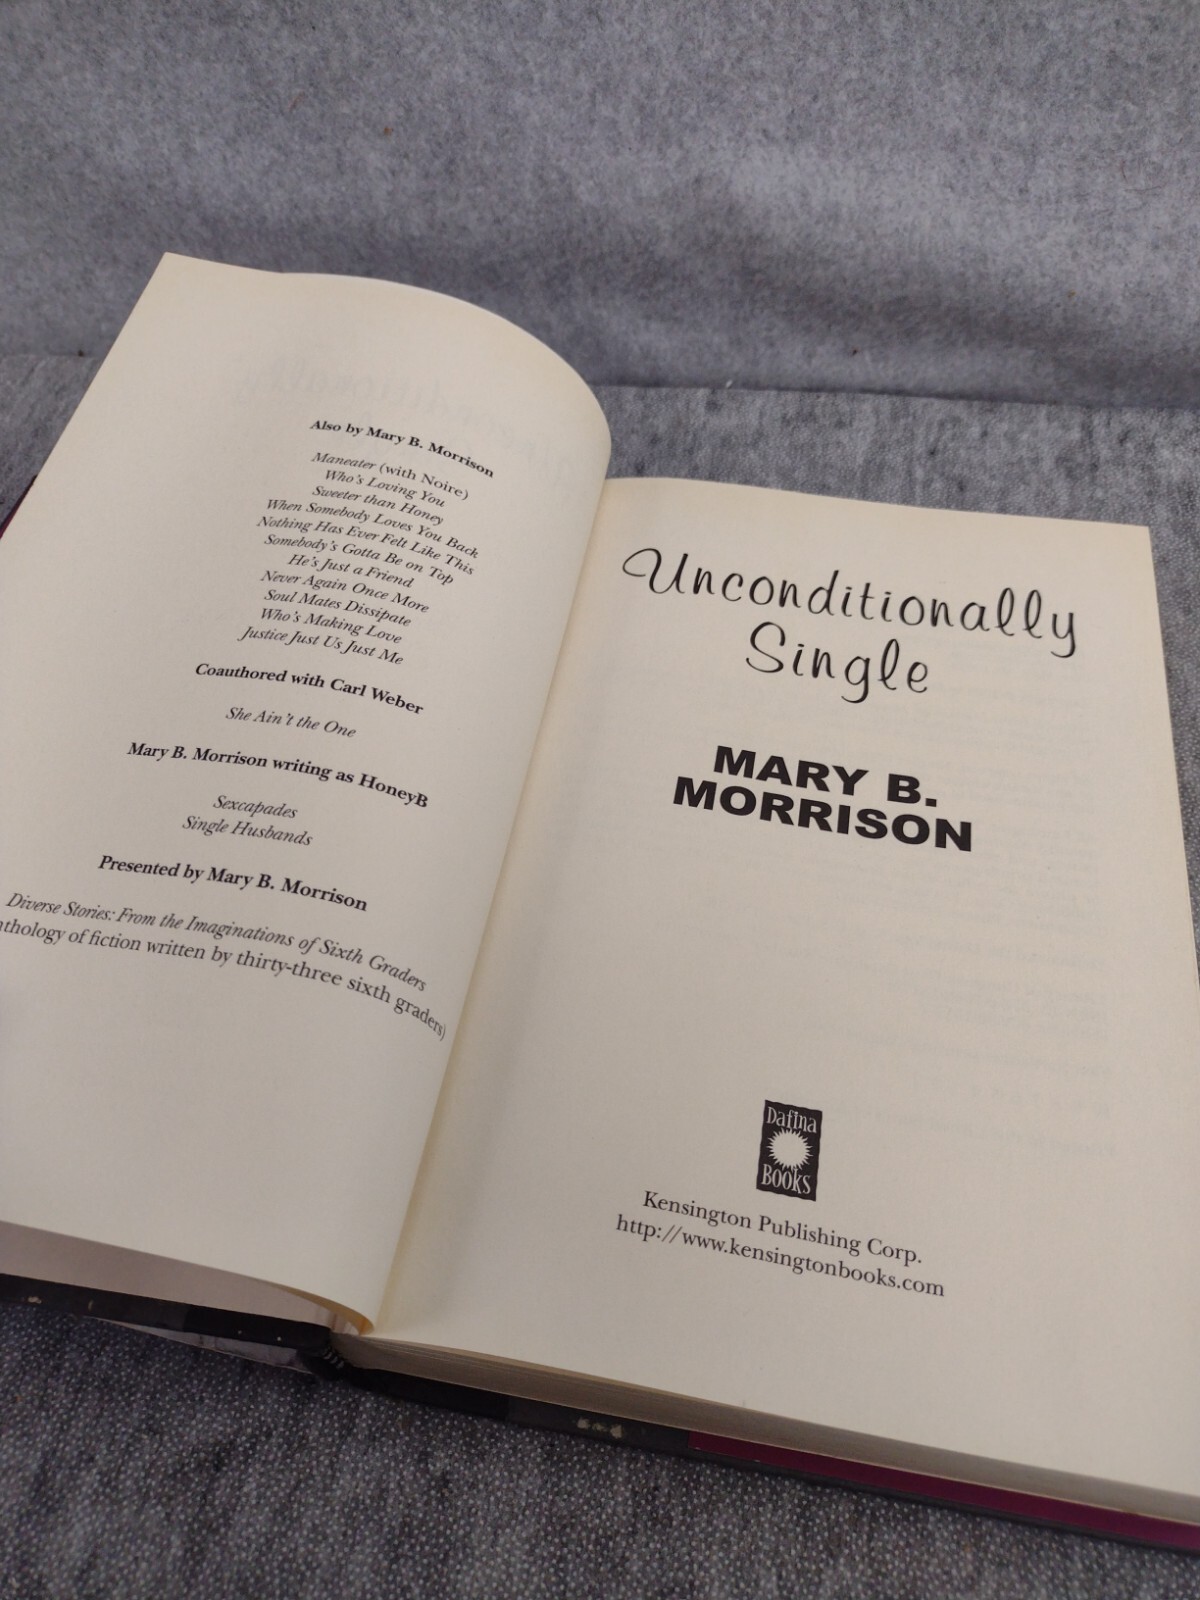 Also by Mary B. Morrison
Maneater (with Noire)
Who's Loving You
Sweeter than Honey
When Somebody Loves You Back
Nothing Has Ever Felt Like This
Somebody's Gotta Be on Top
He's Just a Friend
Never Again Once More
Soul Mates Dissipate
Who's Making Love
Justice Just Us Just Me
Coauthored with Carl Weber
She Ain't the One
Mary B. Morrison writing as HoneyB
Sexcapades
Single Husbands
Presented by Mary B. Morrison
Diverse Stories: From the Imaginations of Sixth Graders
nthology of fiction written by thirty-three sixth graders)
Unconditionally
Single
MARY B.
MORRISON
Dafina
BOOKS
Kensington Publishing Corp.
http://www.kensingtonbooks.com